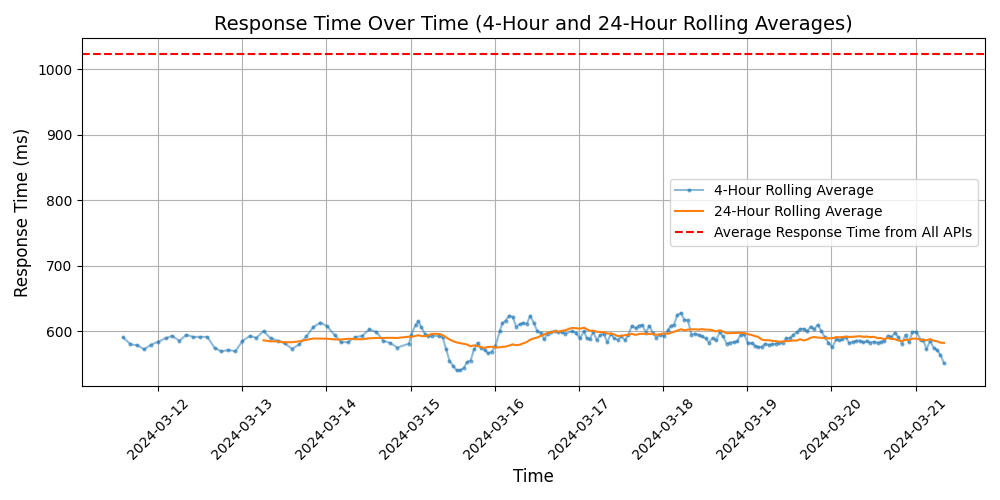 Response Time Over Time (4-Hour and 24-Hour Rolling Averages)
Response Time (ms)
1000
900
800
700
600
4-Hour Rolling Average
24-Hour Rolling Average
Average Response Time from All APIs
2024-03-12
2024-03-13
2024-03-14
2024-03-15
2024-03-16
2024-03-17
2024-03-18
2024-03-19
2024-03-20
2024-03-21
Time